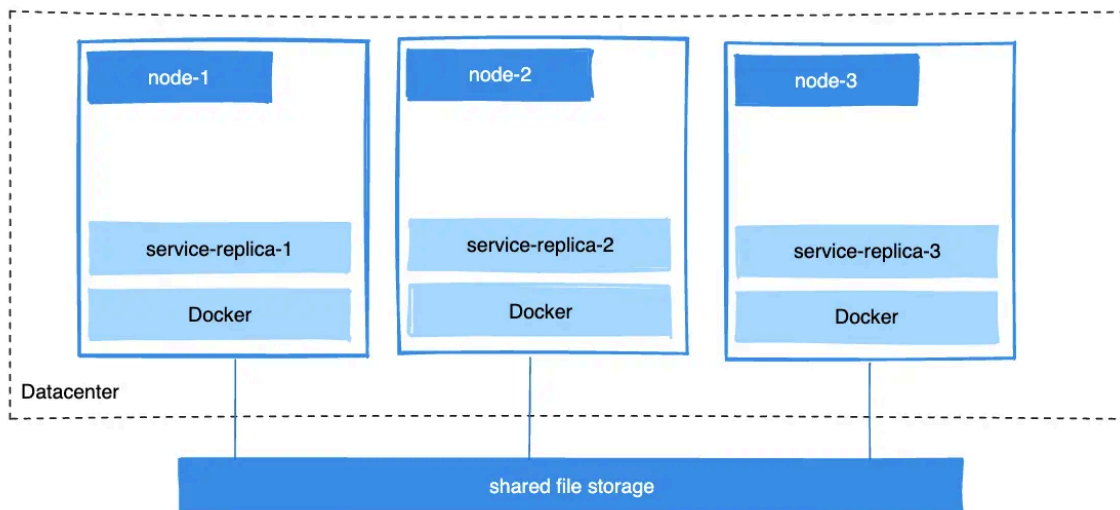 node-1
node-2
node-3
service-replica-1
service-replica-2
service-replica-3
Docker
Docker
Docker
Datacenter
shared file storage